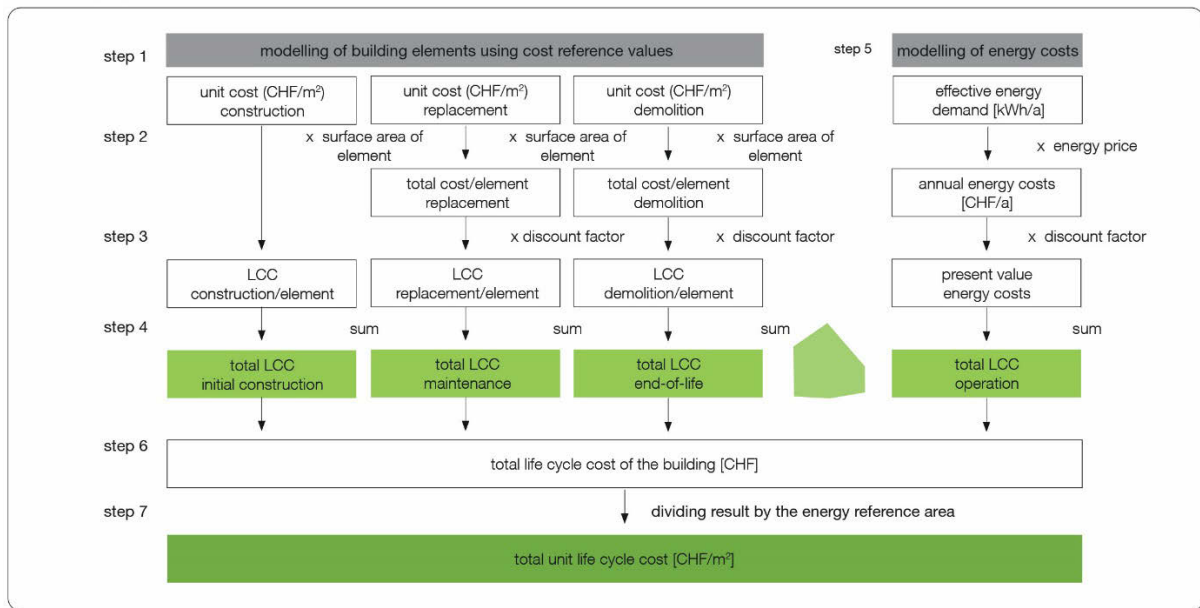 step 1
modelling of building elements using cost reference values
step 5
modelling of energy costs
unit cost (CHF/m²)
construction
unit cost (CHF/m²)
replacement
unit cost (CHF/m²)
demolition
effective energy
demand [kWh/a]
step 2
x surface area of
element
x surface area of
element
x surface area of
element
x energy price
total cost/element
replacement
total cost/element
demolition
annual energy costs
[CHF/a]
step 3
x discount factor
x discount factor
x discount factor
LCC
construction/element
LCC
replacement/element
LCC
demolition/element
present value
energy costs
step 4
sum
sum
sum
sum
total LCC
initial construction
total LCC
maintenance
total LCC
end-of-life
total LCC
operation
step 6
total life cycle cost of the building [CHF]
step 7
dividing result by the energy reference area
total unit life cycle cost [CHF/m²]